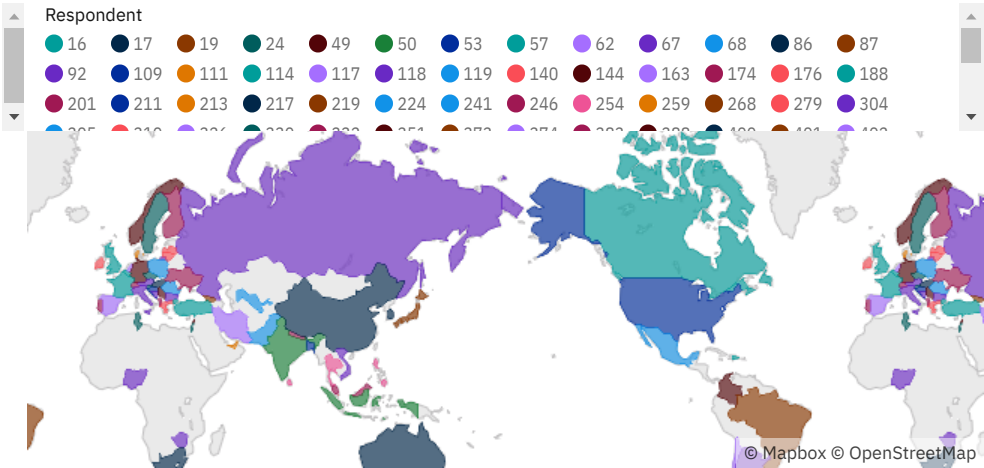 Respondent
16 17 19 24 49 50 53 57 62 67 68 86 87
92 109 111 114 117 118 119 140 144 163 174 176 188
201 211 213 217 219 224 241 246 254 259 268 279 304
© Mapbox © OpenStreetMap